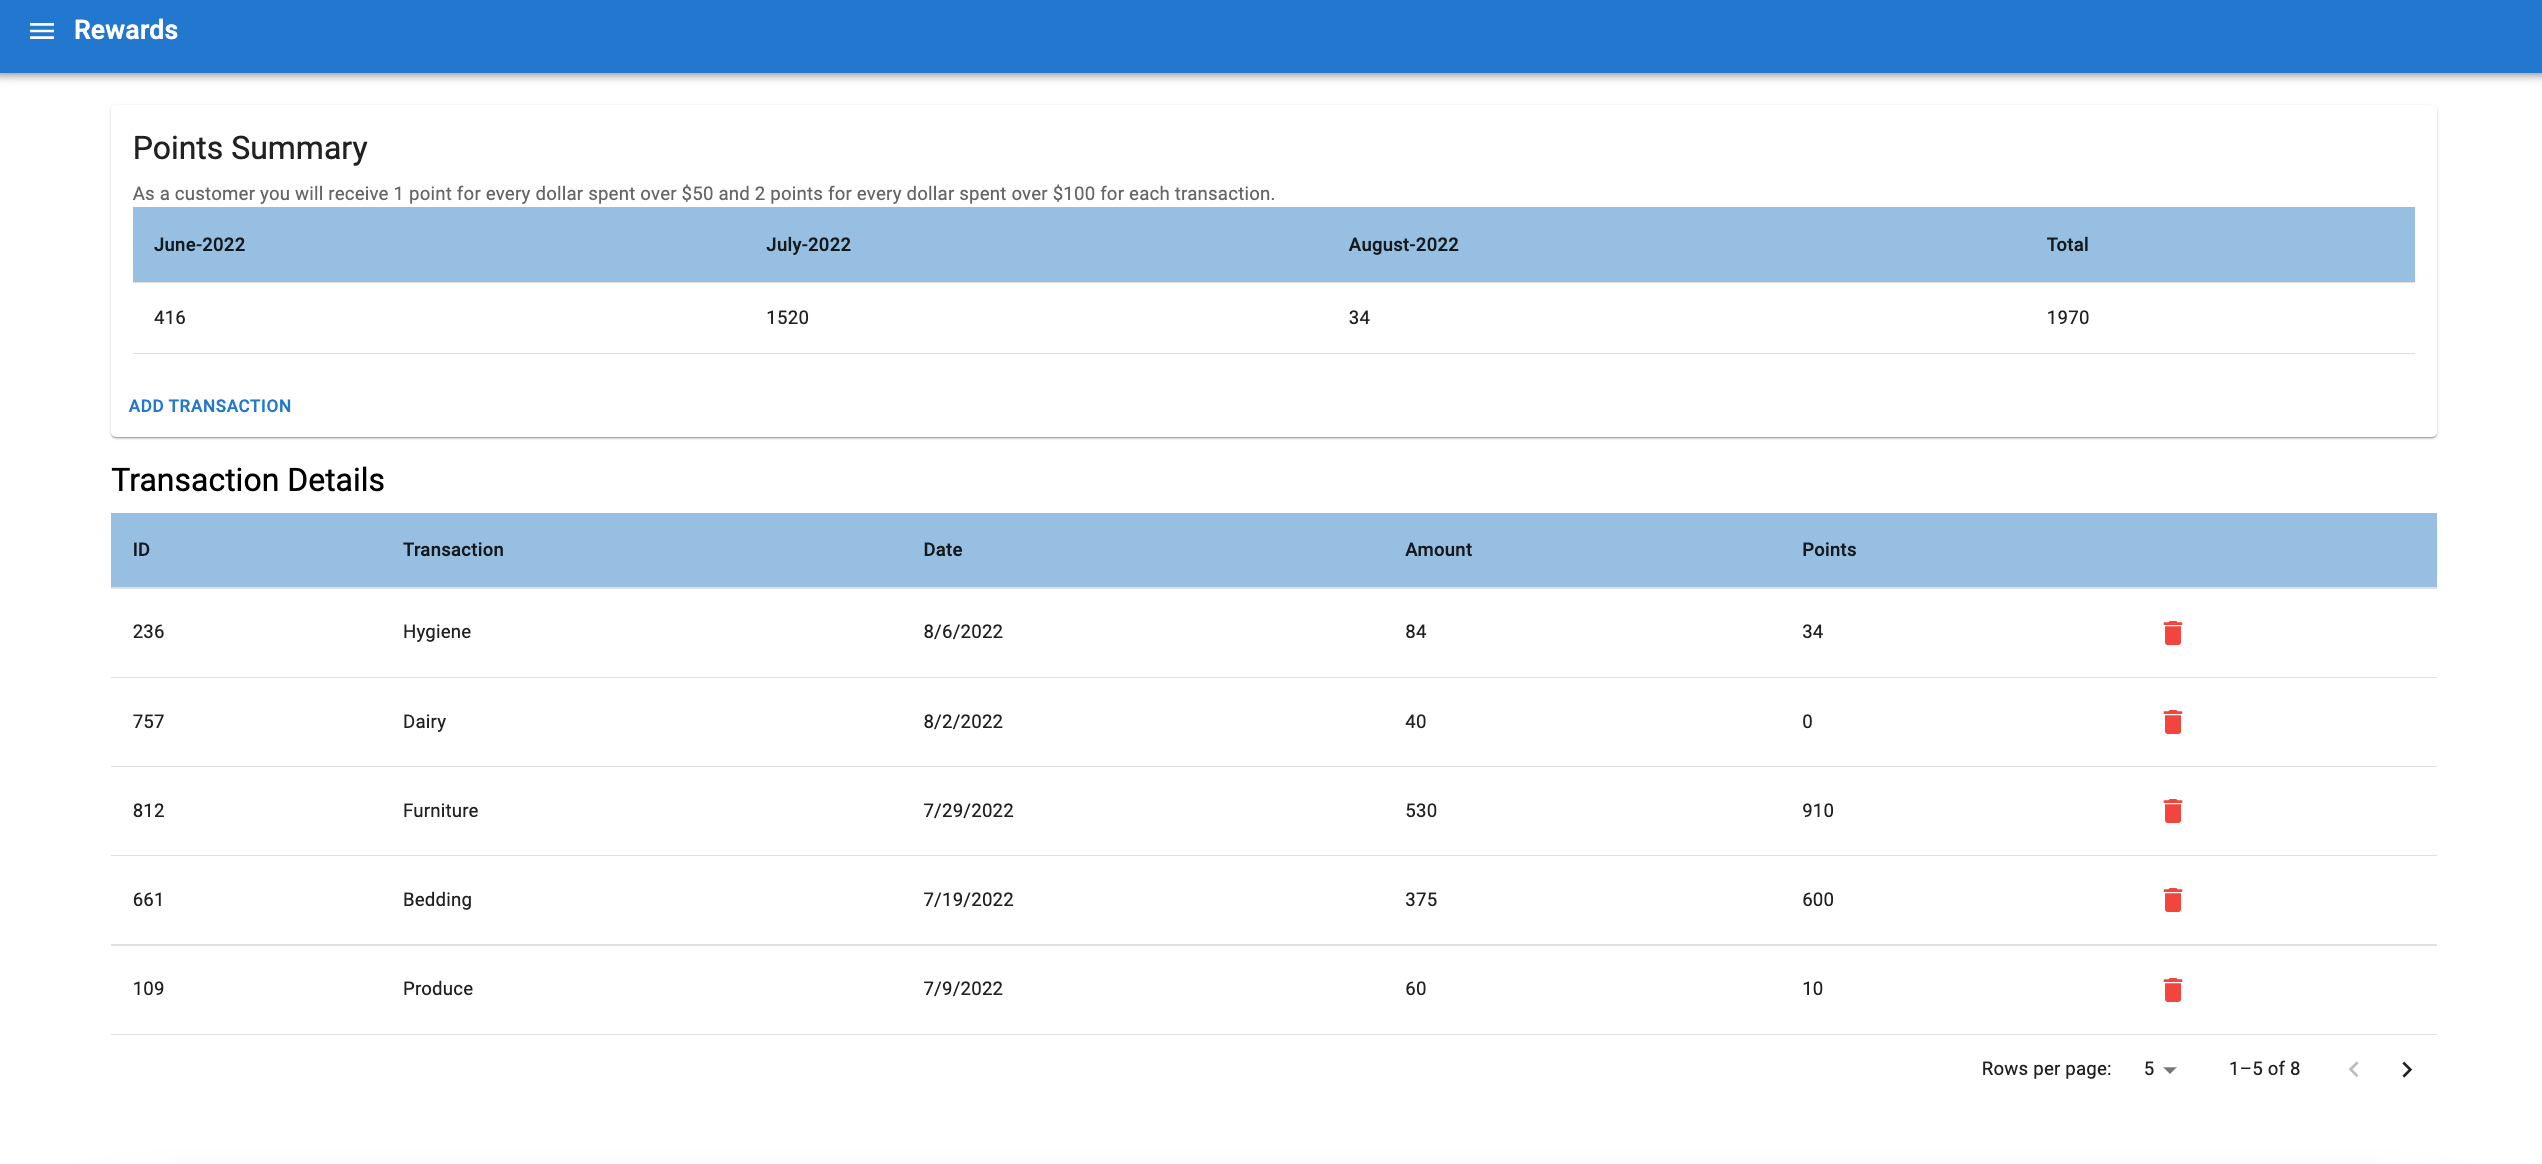 Rewards
Points Summary
As a customer you will receive 1 point for every dollar spent over $50 and 2 points for every dollar spent over $100 for each transaction.
June-2022 July-2022 August-2022 Total
416 1520 34 1970
ADD TRANSACTION
Transaction Details
ID Transaction Date Amount Points
236 Hygiene 8/6/2022 84 34
757 Dairy 8/2/2022 40 0
812 Furniture 7/29/2022 530 910
661 Bedding 7/19/2022 375 600
109 Produce 7/9/2022 60 10
Rows per page: 5 1–5 of 8